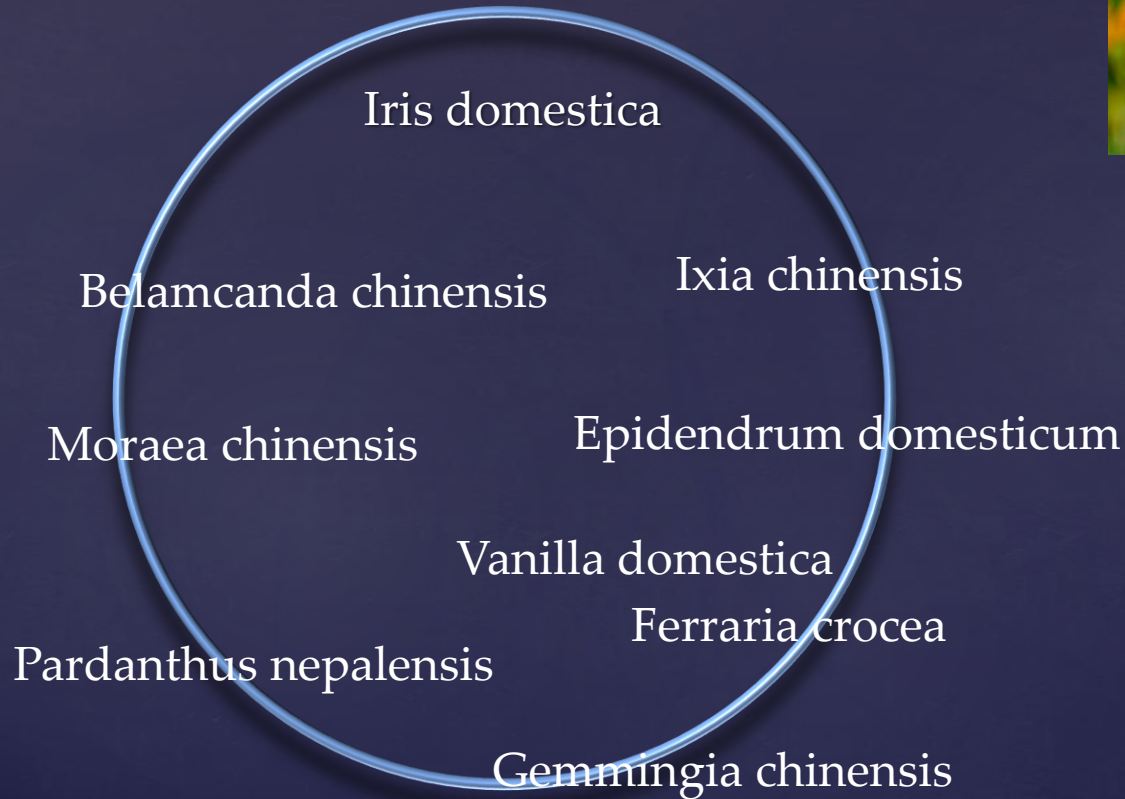 Iris domestica
Ixia chinensis
Belamcanda chinensis
Epidendrum domesticum
Moraea chinensis
Vanilla domestica
Ferraria crocea
Pardanthus nepalensis
Gemmingia chinensis